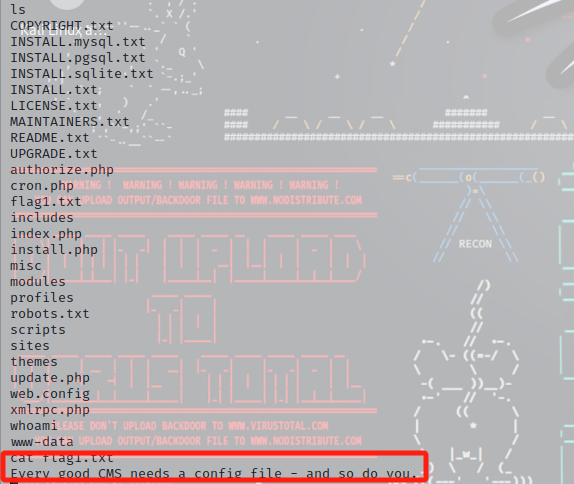 ls
COPYRIGHT.txt
Kali Linux a...
INSTALL.mysql.txt
INSTALL.pgsql.txt
INSTALL.sqlite.txt
INSTALL.txt
LICENSE.txt
MAINTAINERS.txt
README.txt
UPGRADE.txt
authorize.php
cron.php
WARNING ! WARNING ! WARNING ! WARNING ! WARNING !
flag1.txt
UPLOAD OUTPUT/BACKDOOR FILE TO WWW.NODISTRIBUTE.COM
includes
index.php
install.php
RECON
misc
modules
profiles
robots.txt
scripts
sites
themes
update.php
web.config
xmlrpc.php
whoami
PLEASE DON'T UPLOAD BACKDOOR TO WWW.VIRUSTOTAL.COM
www-data
UPLOAD OUTPUT/BACKDOOR FILE TO WWW.NODISTRIBUTE.COM
cat flag1.txt
Every good CMS needs a config file - and so do you.